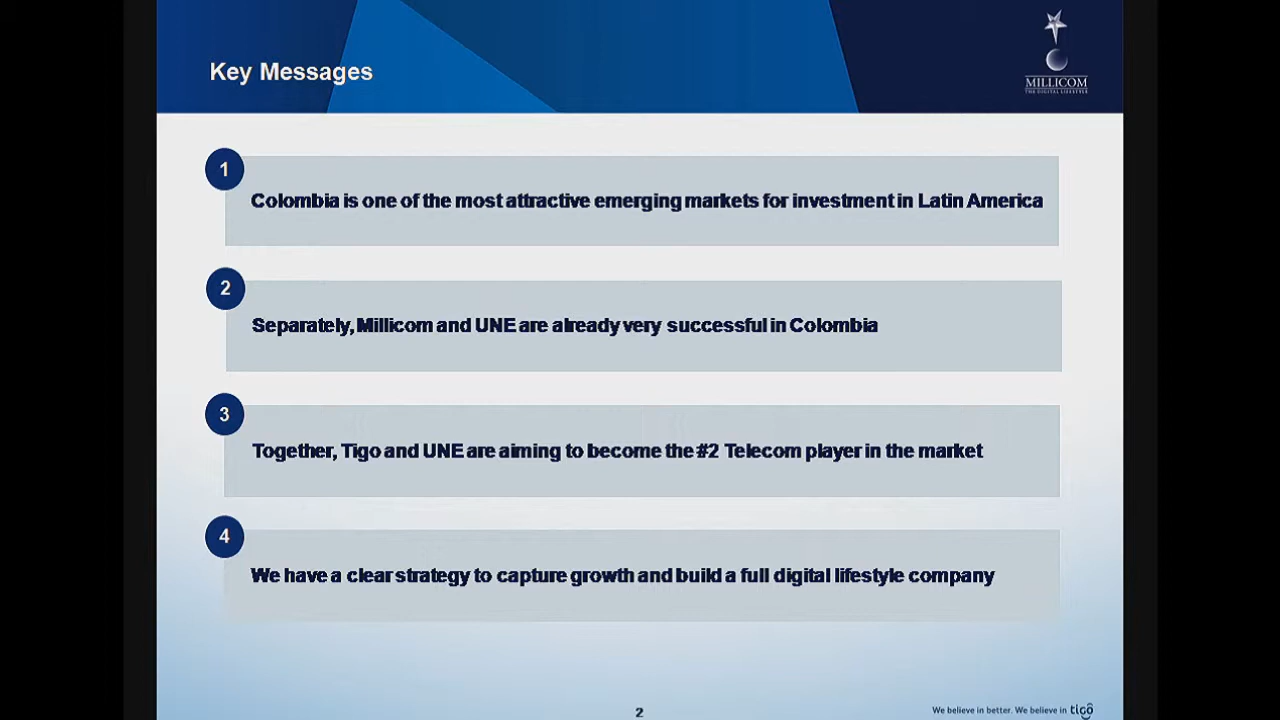 Key Messages
MILLICOM
THE DIGITAL LIFESTYLE
1
Colombia is one of the most attractive emerging markets for investment in Latin America
2
Separately, Millicom and UNE are already very successful in Colombia
3
Together, Tigo and UNE are aiming to become the #2 Telecom player in the market
4
We have a clear strategy to capture growth and build a full digital lifestyle company
2
We believe in better. We believe in tigo